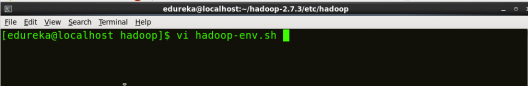 edureka@localhost:~/hadoop-2.7.3/etc/hadoop
File Edit View Search Terminal Help
[edureka@localhost hadoop]$ vi hadoop-env.sh